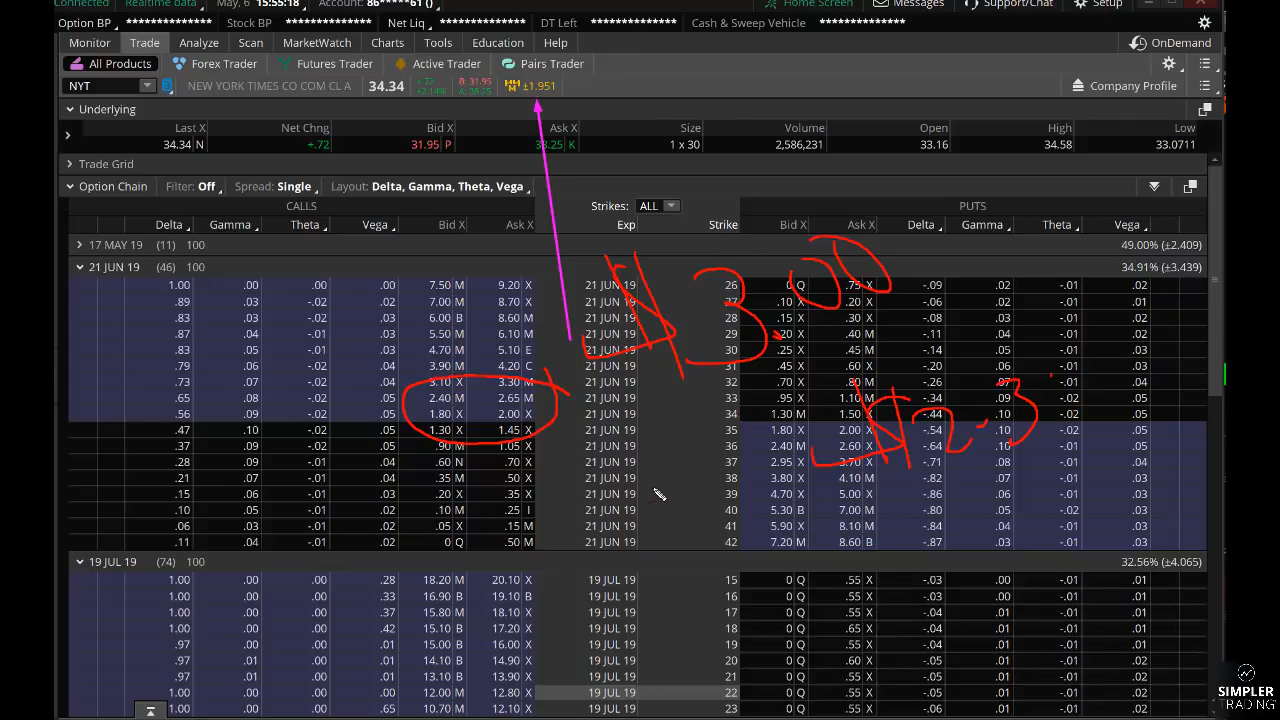 Connected Realtime data May, 6 15:55:18 Account: 86*****61 () Home Screen Messages Support/Chat Setup
Option BP ************** Stock BP ************** Net Liq ************** DT Left ************** Cash & Sweep Vehicle **************
Monitor Trade Analyze Scan MarketWatch Charts Tools Education Help OnDemand
All Products Forex Trader Futures Trader Active Trader Pairs Trader
NYT NEW YORK TIMES CO COM CL A 34.34 +.72 +2.14% B: 31.95 A: 38.25 ±1.951 Company Profile
Underlying
Last X Net Chng Bid X Ask X Size Volume Open High Low
34.34 N +.72 31.95 P 38.25 K 1 x 30 2,586,231 33.16 34.58 33.0711
Trade Grid
Option Chain Filter: Off Spread: Single Layout: Delta, Gamma, Theta, Vega
CALLS Strikes: ALL PUTS
Delta Gamma Theta Vega Bid X Ask X Exp Strike Bid X Ask X Delta Gamma Theta Vega
17 MAY 19 (11) 100 49.00% (±2.409)
21 JUN 19 (46) 100 34.91% (±3.439)
1.00 .00 .00 .00 7.50 M 9.20 X 21 JUN 19 26 0 Q .75 X -.06 .02 -.01 .02
.89 .03 -.02 .02 7.00 M 8.70 X 21 JUN 19 27 .10 X .20 X -.06 .02 -.01 .02
.83 .03 -.02 .02 6.00 B 8.60 M 21 JUN 19 28 .15 X .30 X -.08 .03 -.01 .02
.87 .04 -.02 .03 5.50 M 6.10 M 21 JUN 19 29 .20 X .40 M -.11 .04 -.01 .02
.83 .05 -.01 .03 4.70 M 5.10 E 21 JUN 19 30 .25 X .45 M -.14 .05 -.01 .03
.79 .06 -.02 .04 3.90 M 4.20 C 21 JUN 19 31 .45 X .60 X -.20 .06 -.01 .03
.73 .07 -.02 .04 3.10 X 3.30 M 21 JUN 19 32 .70 X .80 M -.26 .07 -.01 .04
.65 .08 -.02 .05 2.40 M 2.65 M 21 JUN 19 33 .95 X 1.10 M -.34 .09 -.01 .04
.56 .09 -.02 .05 1.80 X 2.00 X 21 JUN 19 34 1.30 M 1.50 X -.44 .10 -.02 .05
.47 .10 -.02 .05 1.30 X 1.45 X 21 JUN 19 35 1.80 X 2.00 X -.54 .10 -.02 .05
.37 .09 -.02 .05 .90 M 1.05 X 21 JUN 19 36 2.40 M 2.60 X -.64 .10 -.01 .05
.28 .09 -.01 .04 .60 N .70 X 21 JUN 19 37 2.95 X 3.70 X -.71 .08 -.01 .04
.21 .07 -.01 .04 .35 M .50 X 21 JUN 19 38 3.80 X 4.10 M -.82 .07 -.01 .03
.15 .06 -.01 .03 .20 X .35 X 21 JUN 19 39 4.70 X 5.00 X -.86 .06 -.01 .03
.10 .05 -.01 .02 .10 X .25 I 21 JUN 19 40 5.30 B 7.00 M -.80 .05 -.01 .03
.06 .03 -.01 .02 .05 X .15 M 21 JUN 19 41 5.90 X 8.10 M -.84 .04 -.01 .03
.11 .04 -.01 .02 0 Q .50 M 21 JUN 19 42 7.20 M 8.60 B -.87 .03 -.01 .03
$3.00
$2.3
19 JUL 19 (74) 100 32.56% (±4.065)
1.00 .00 .00 .28 18.20 M 20.10 X 19 JUL 19 15 0 Q .55 X -.03 .00 -.01 .01
1.00 .00 .00 .33 16.90 M 19.10 B 19 JUL 19 16 0 Q .55 X -.03 .00 -.01 .01
1.00 .00 .00 .37 15.80 M 18.10 X 19 JUL 19 17 0 Q .55 X -.04 .01 -.01 .01
1.00 .00 .00 .42 15.10 B 17.20 X 19 JUL 19 18 0 Q .65 X -.04 .01 -.01 .01
.97 .01 .00 .01 15.00 X 16.00 X 19 JUL 19 19 0 Q .55 X -.04 .01 -.01 .01
.97 .01 .00 .01 14.10 B 14.90 X 19 JUL 19 20 0 Q .60 X -.05 .01 -.01 .02
.97 .01 .00 .01 13.10 B 13.90 X 19 JUL 19 21 0 Q .55 X -.05 .01 -.01 .02
1.00 .00 .00 .00 12.00 M 12.80 X 19 JUL 19 22 0 Q .55 X -.05 .01 -.01 .02
1.00 .00 .00 .65 10.70 M 12.10 X 19 JUL 19 23 0 Q .55 X -.06 .01 -.01 .02
SIMPLER
TRADING